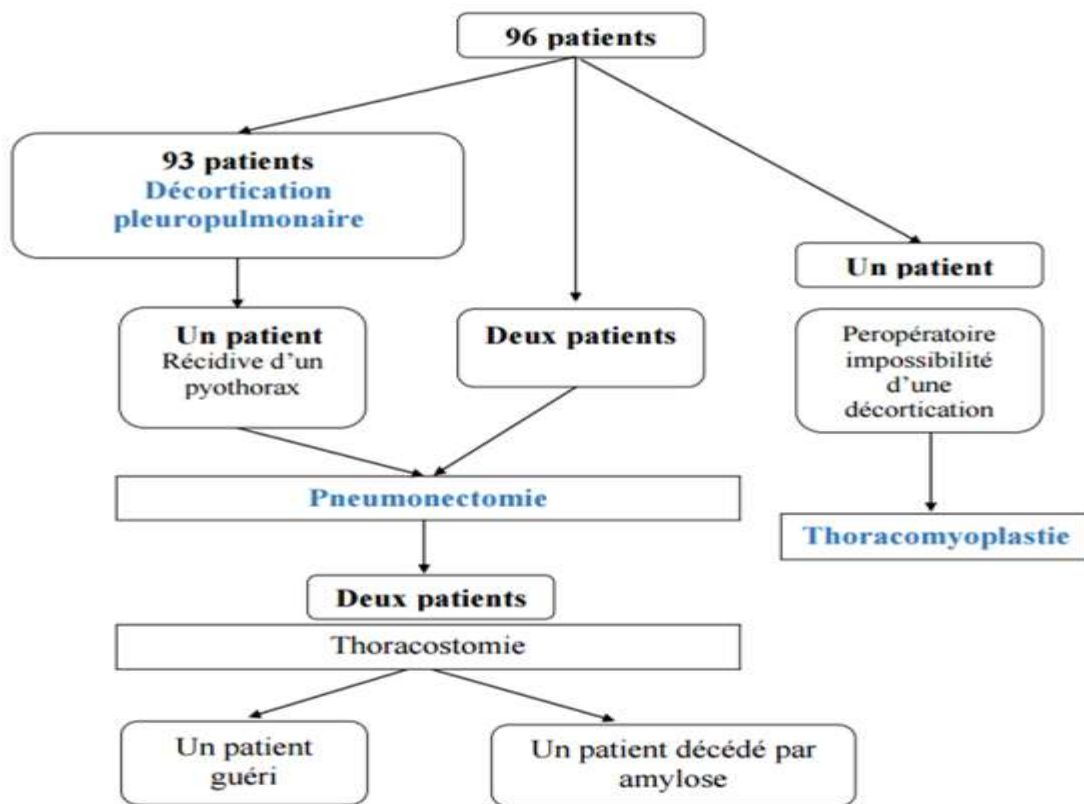 96 patients
93 patients
Décortication
pleuropulmonaire
Un patient
Un patient
Récidive d'un
pyothorax
Deux patients
Peropératoire
impossibilité
d'une
décortication
Pneumonectomie
Thoracomyoplastie
Deux patients
Thoracostomie
Un patient
guéri
Un patient décédé par
amylose